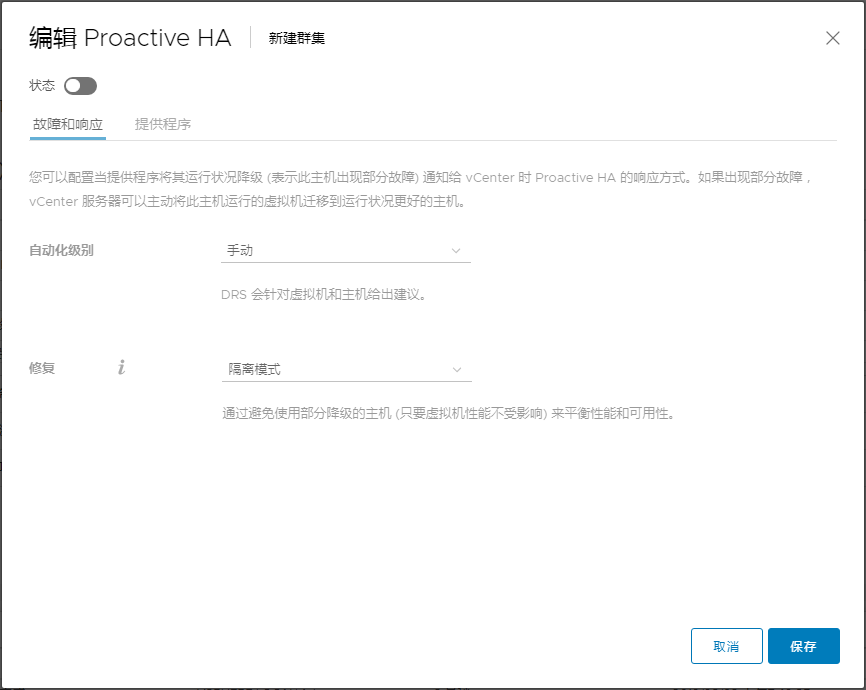 编辑 Proactive HA 新建群集
状态
故障和响应 提供程序
您可以配置当提供程序将其运行状况降级 (表示此主机出现部分故障) 通知给 vCenter 时 Proactive HA 的响应方式。如果出现部分故障，
vCenter 服务器可以主动将此主机运行的虚拟机迁移到运行状况更好的主机。
自动化级别 手动
DRS 会针对虚拟机和主机给出建议。
修复 i 隔离模式
通过避免使用部分降级的主机 (只要虚拟机性能不受影响) 来平衡性能和可用性。
取消 保存